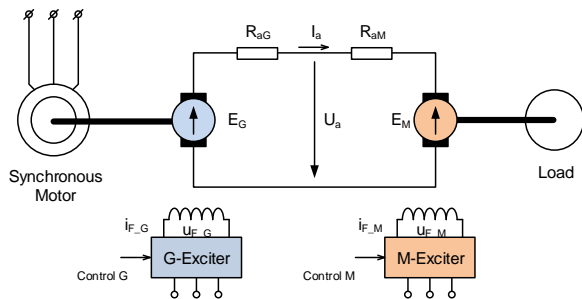 R_aG
I_a
R_aM
E_G
U_a
E_M
Synchronous
Motor
Load
i_F_G
u_F_G
G-Exciter
Control G
i_F_M
u_F_M
M-Exciter
Control M